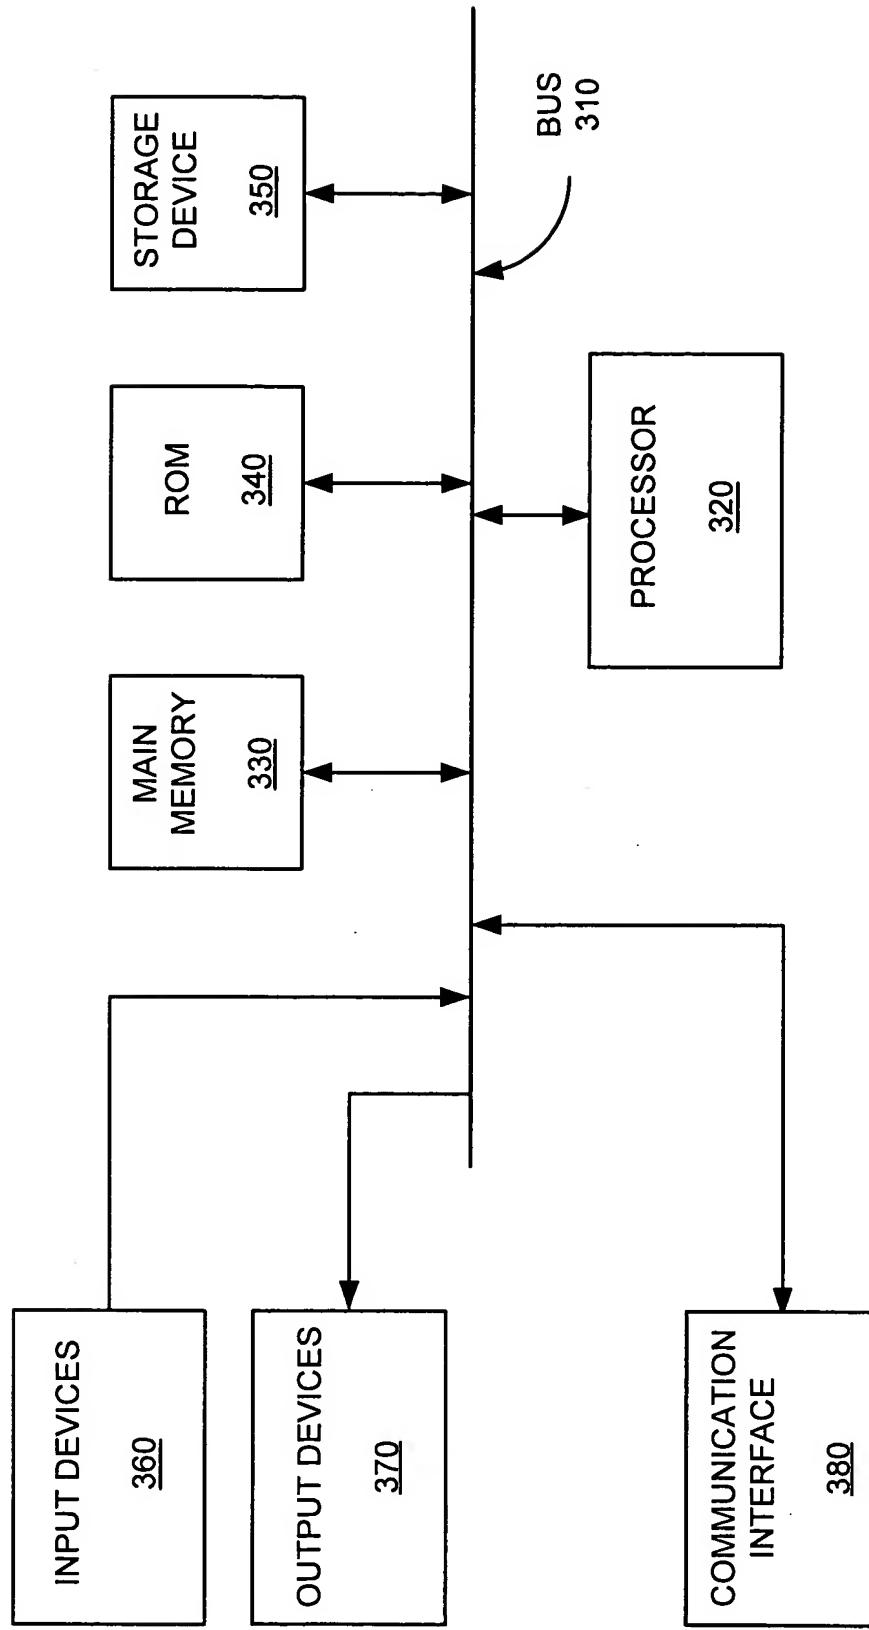 INPUT DEVICES
360
OUTPUT DEVICES
370
COMMUNICATION
INTERFACE
380
MAIN
MEMORY
330
ROM
340
STORAGE
DEVICE
350
PROCESSOR
320
BUS
310